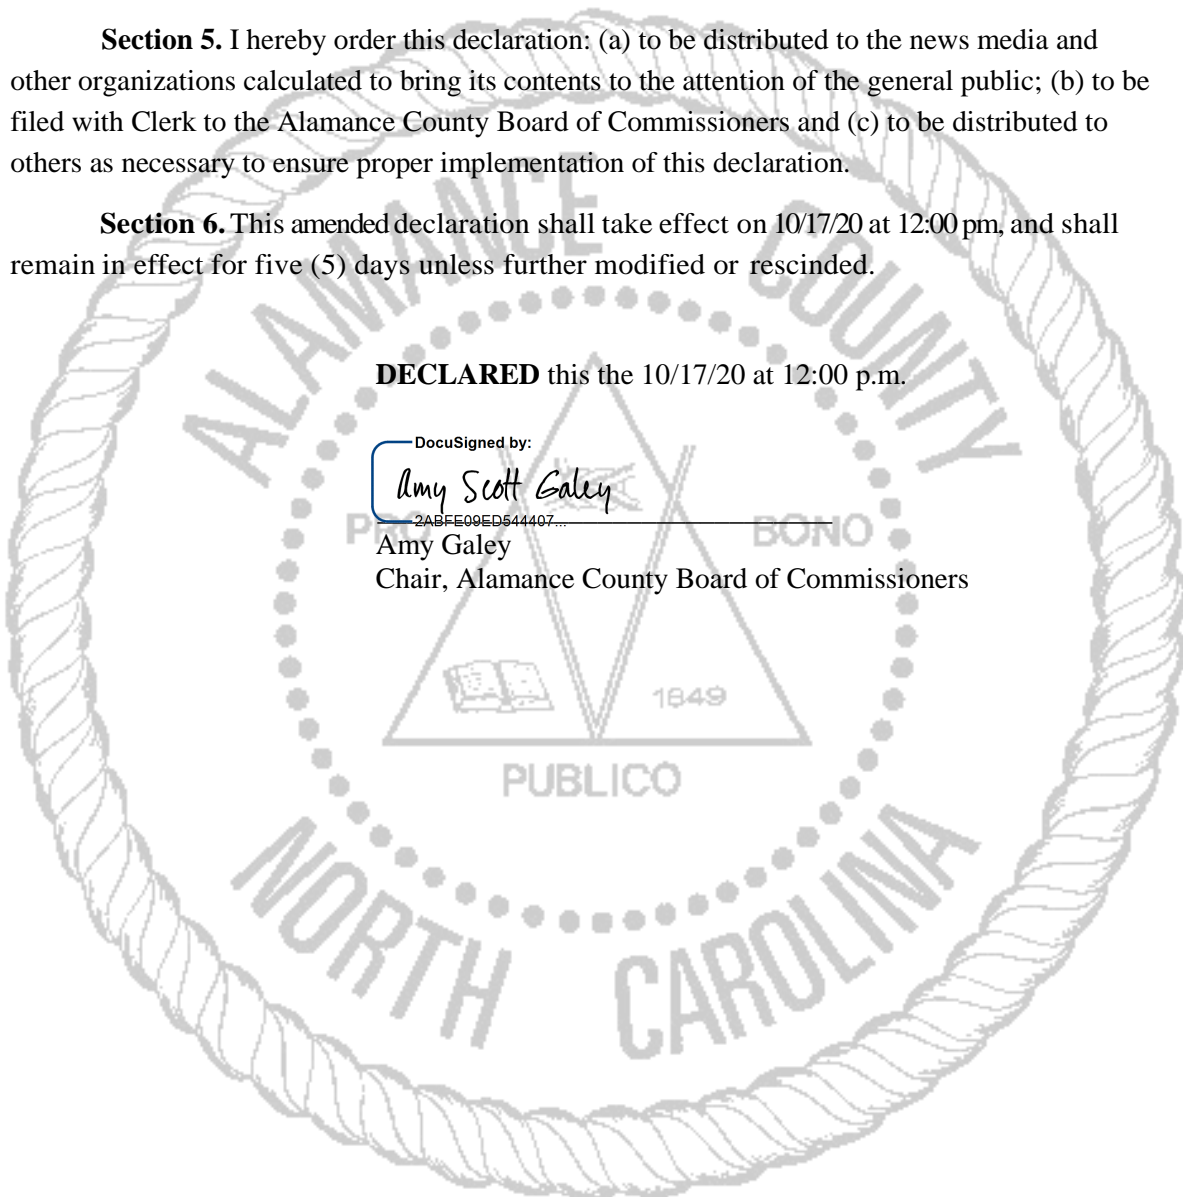 Section 5. I hereby order this declaration: (a) to be distributed to the news media and
other organizations calculated to bring its contents to the attention of the general public; (b) to be
filed with Clerk to the Alamance County Board of Commissioners and (c) to be distributed to
others as necessary to ensure proper implementation of this declaration.
Section 6. This amended declaration shall take effect on 10/17/20 at 12:00 pm, and shall
remain in effect for five (5) days unless further modified or rescinded.
ALAMANCE COUNTY
DECLARED this the 10/17/20 at 12:00 p.m.
DocuSigned by:
Amy Scott Galey
2ABFE09ED544407...
PRO BONO
Amy Galey
Chair, Alamance County Board of Commissioners
1849
PUBLICO
NORTH CAROLINA